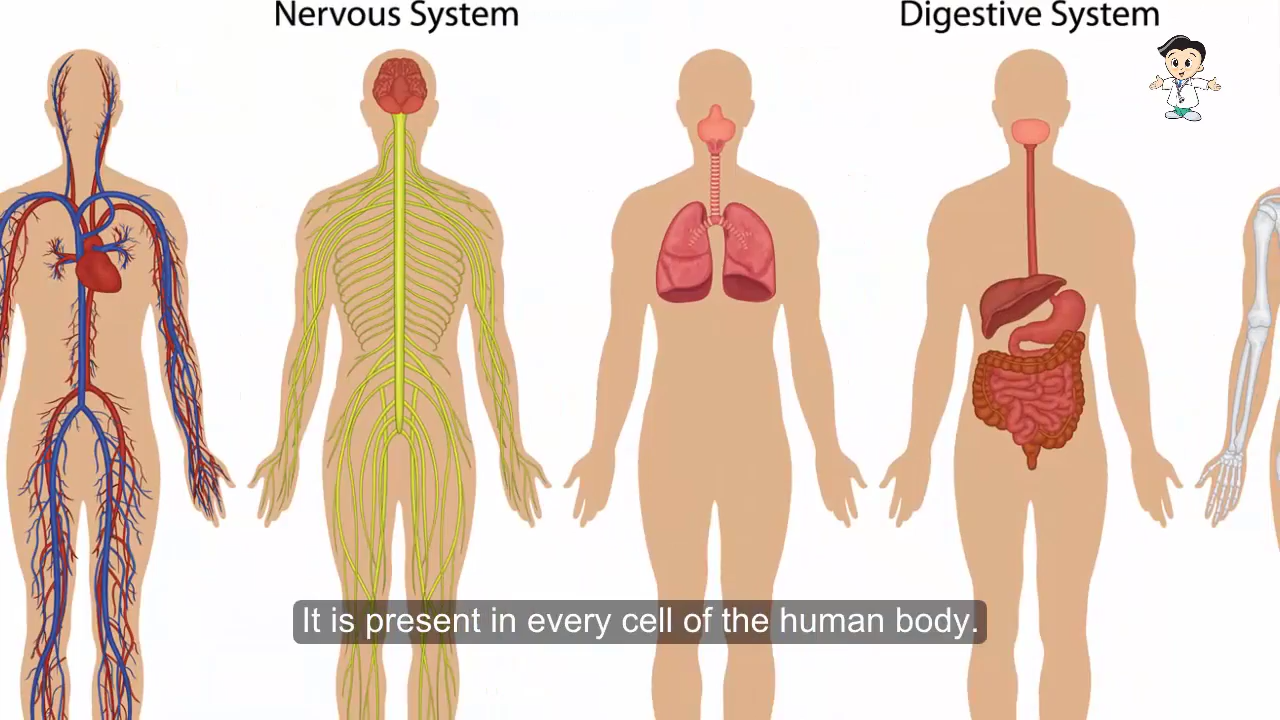 Nervous System
Digestive System
It is present in every cell of the human body.